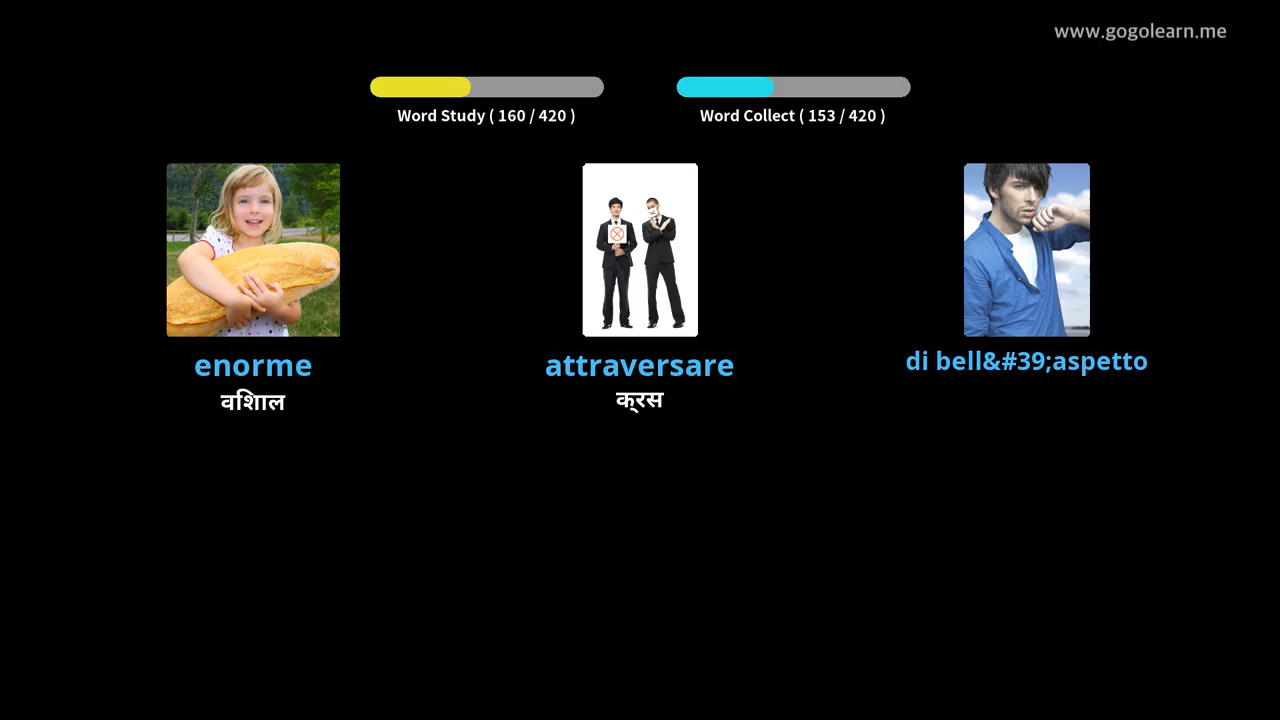 www.gogolearn.me
Word Study ( 160 / 420 )
Word Collect ( 153 / 420 )
enorme
attraversare
di bell&#39;aspetto
विशाल
क्रस